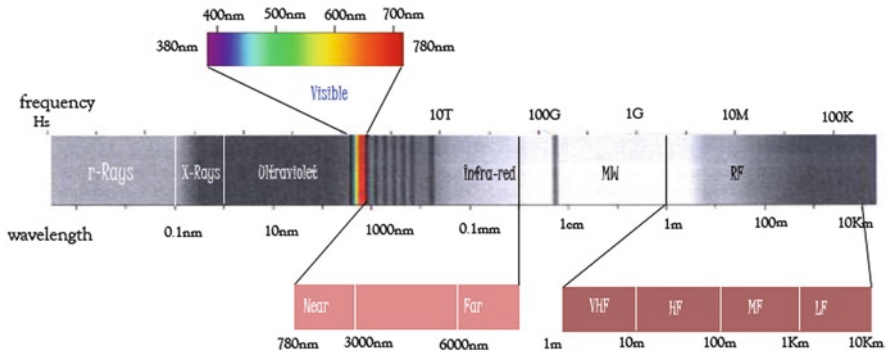 400nm 500nm 600nm 700nm
380nm 780nm
Visible
frequency
Hz
10T 100G 1G 10M 100K
r-Rays X-Rays Ultraviolet Infra-red MW RF
wavelength
0.1nm 10nm 1000nm 0.1mm 1cm 1m 100m 10Km
Near Far
780nm 3000nm 6000nm
VHF HF MF LF
1m 10m 100m 1Km 10Km